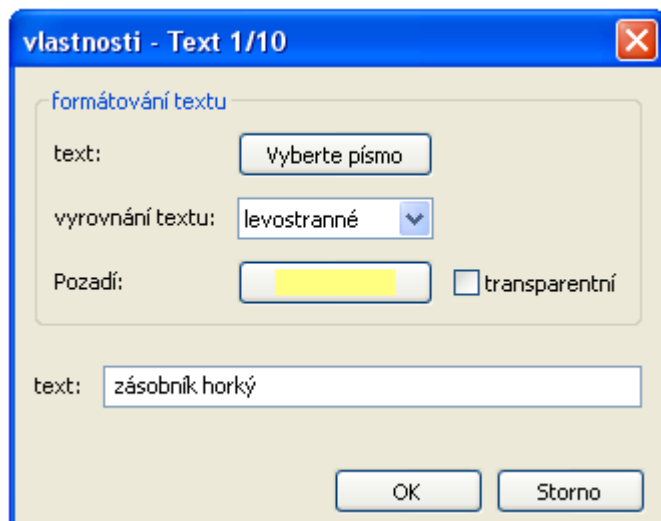 vlastnosti - Text 1/10
formátování textu
text: Vyberte písmo
vyrovnání textu: levostranné
Pozadí: transparentní
text: zásobník horký
OK Storno